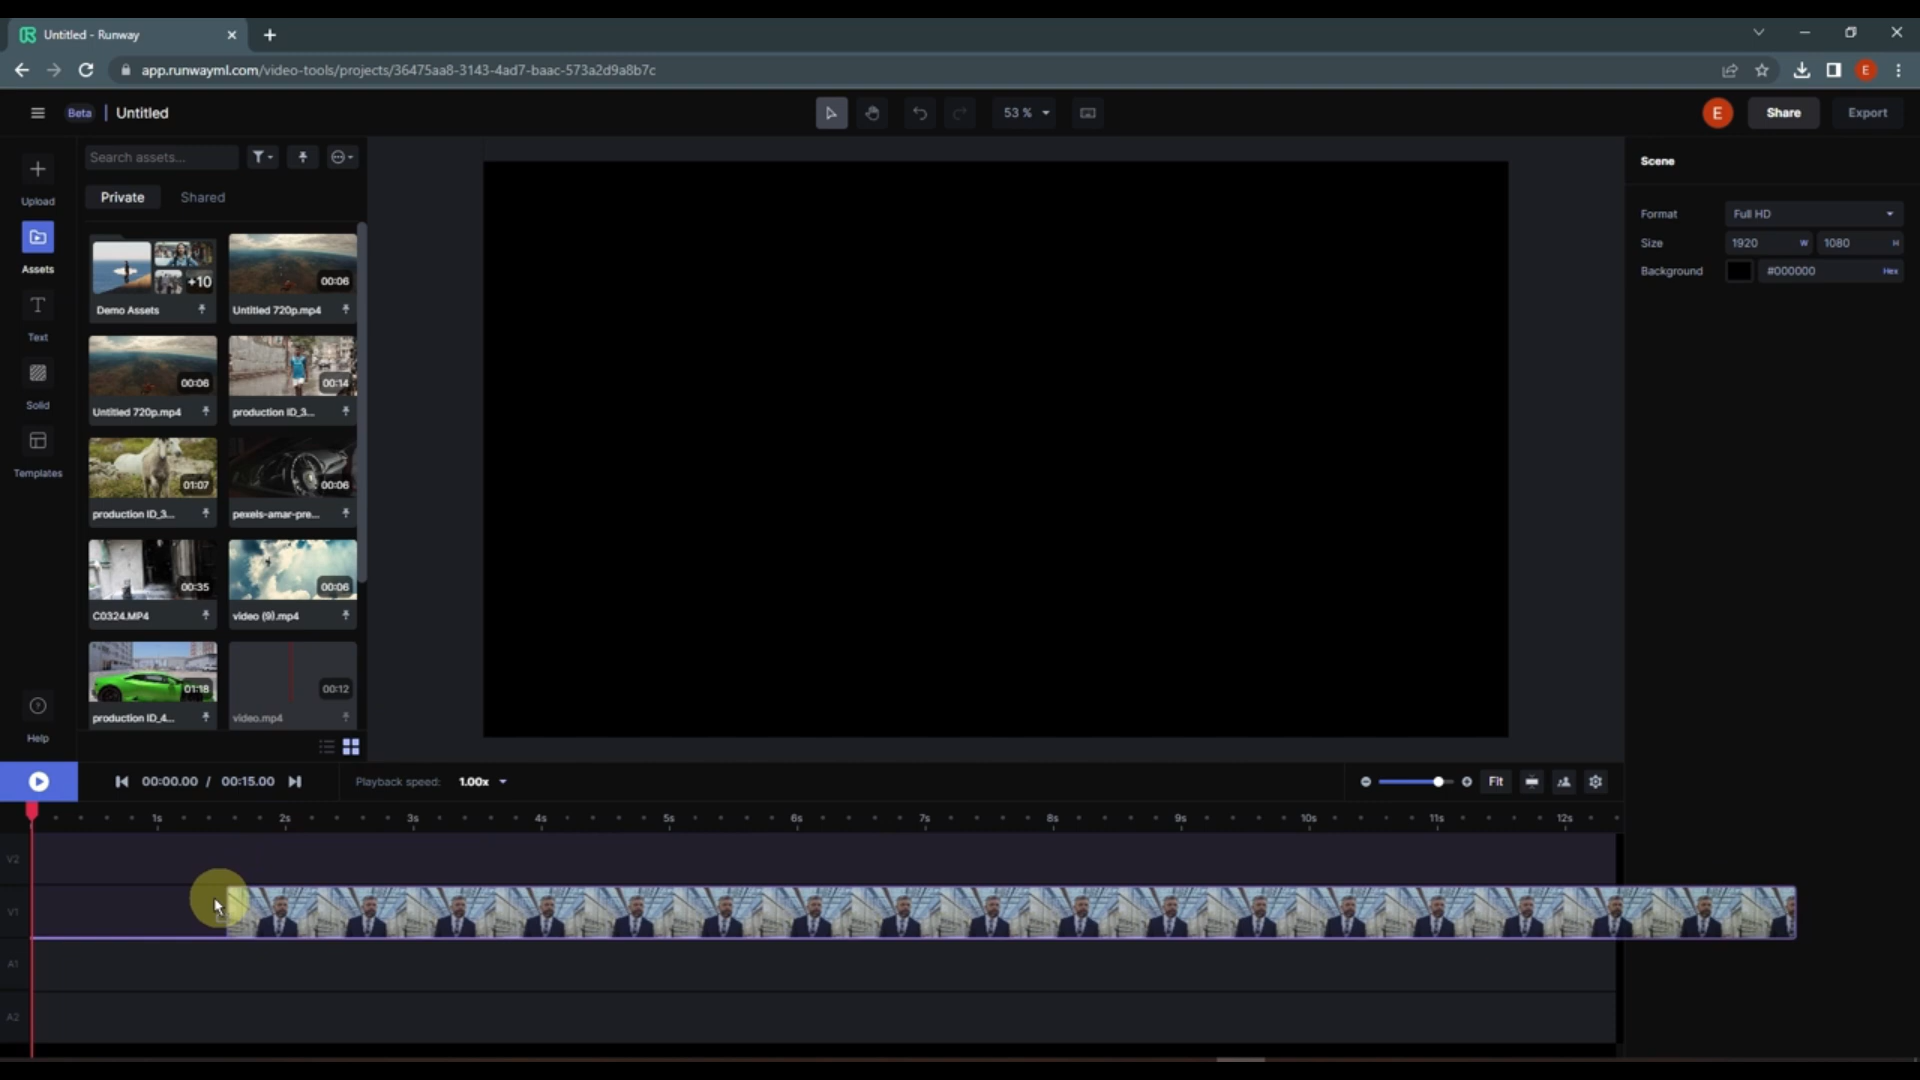 Untitled - Runway
app.runwayml.com/video-tools/projects/36475aa8-3143-4ad7-baac-573a2d9a8b7c
E
Beta | Untitled
53 %
E
Share
Export
Upload
Assets
Text
Solid
Templates
Help
Search assets...
Private
Shared
+10
Demo Assets
00:06
Untitled 720p.mp4
00:06
Untitled 720p.mp4
00:14
production ID_3...
01:07
production ID_3...
00:06
pexels-amar-pre...
00:35
C0324.MP4
00:06
video (9).mp4
01:18
production ID_4...
00:12
video.mp4
Scene
Format Full HD
Size 1920 W 1080 H
Background #000000 Hex
00:00.00 / 00:15.00
Playback speed: 1.00x
Fit
1s 2s 3s 4s 5s 6s 7s 8s 9s 10s 11s 12s
V2
V1
A1
A2